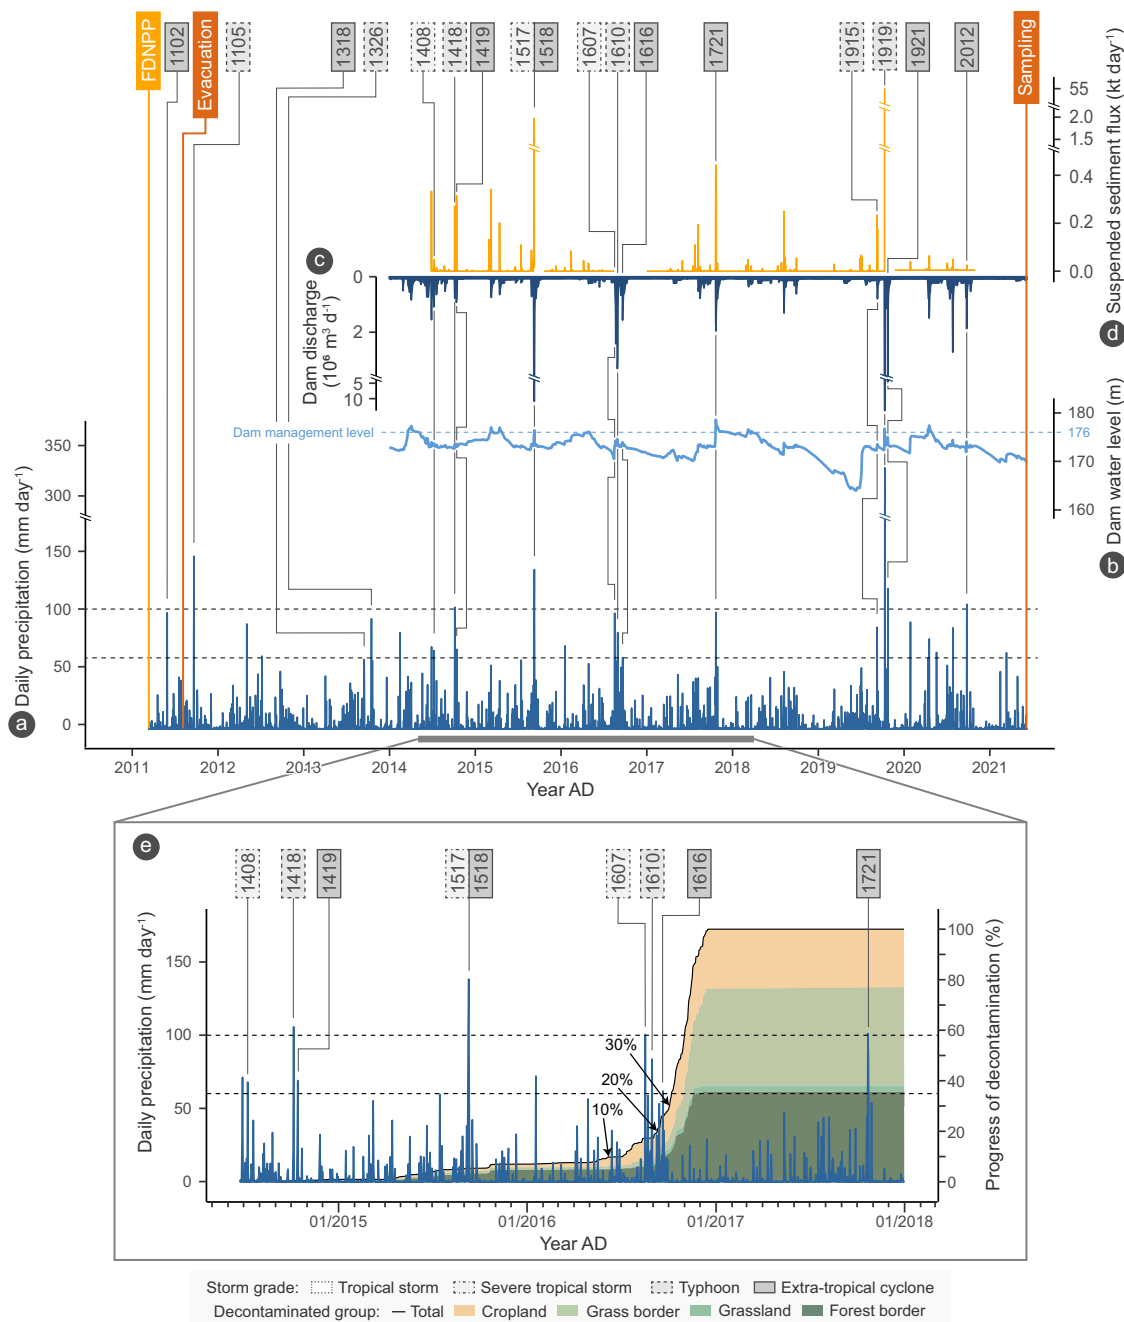 FDNPP
1102
Evacuation
1105
1318
1326
1408
1418
1419
1517
1518
1607
1610
1616
1721
1915
1919
1921
2012
Sampling
Suspended sediment flux (kt day⁻¹)
55
2.0
1.5
0.4
0.2
0.0
d
c
Dam discharge
(10⁶ m³ d⁻¹)
0
2
5
10
Dam management level
176
Dam water level (m)
180
170
160
b
a
Daily precipitation (mm day⁻¹)
350
300
150
100
50
0
2011 2012 2013 2014 2015 2016 2017 2018 2019 2020 2021
Year AD
e
1408
1418
1419
1517
1518
1607
1610
1616
1721
Daily precipitation (mm day⁻¹)
150
100
50
0
30%
20%
10%
Progress of decontamination (%)
100
80
60
40
20
0
01/2015 01/2016 01/2017 01/2018
Year AD
Storm grade: Tropical storm Severe tropical storm Typhoon Extra-tropical cyclone
Decontaminated group: Total Cropland Grass border Grassland Forest border